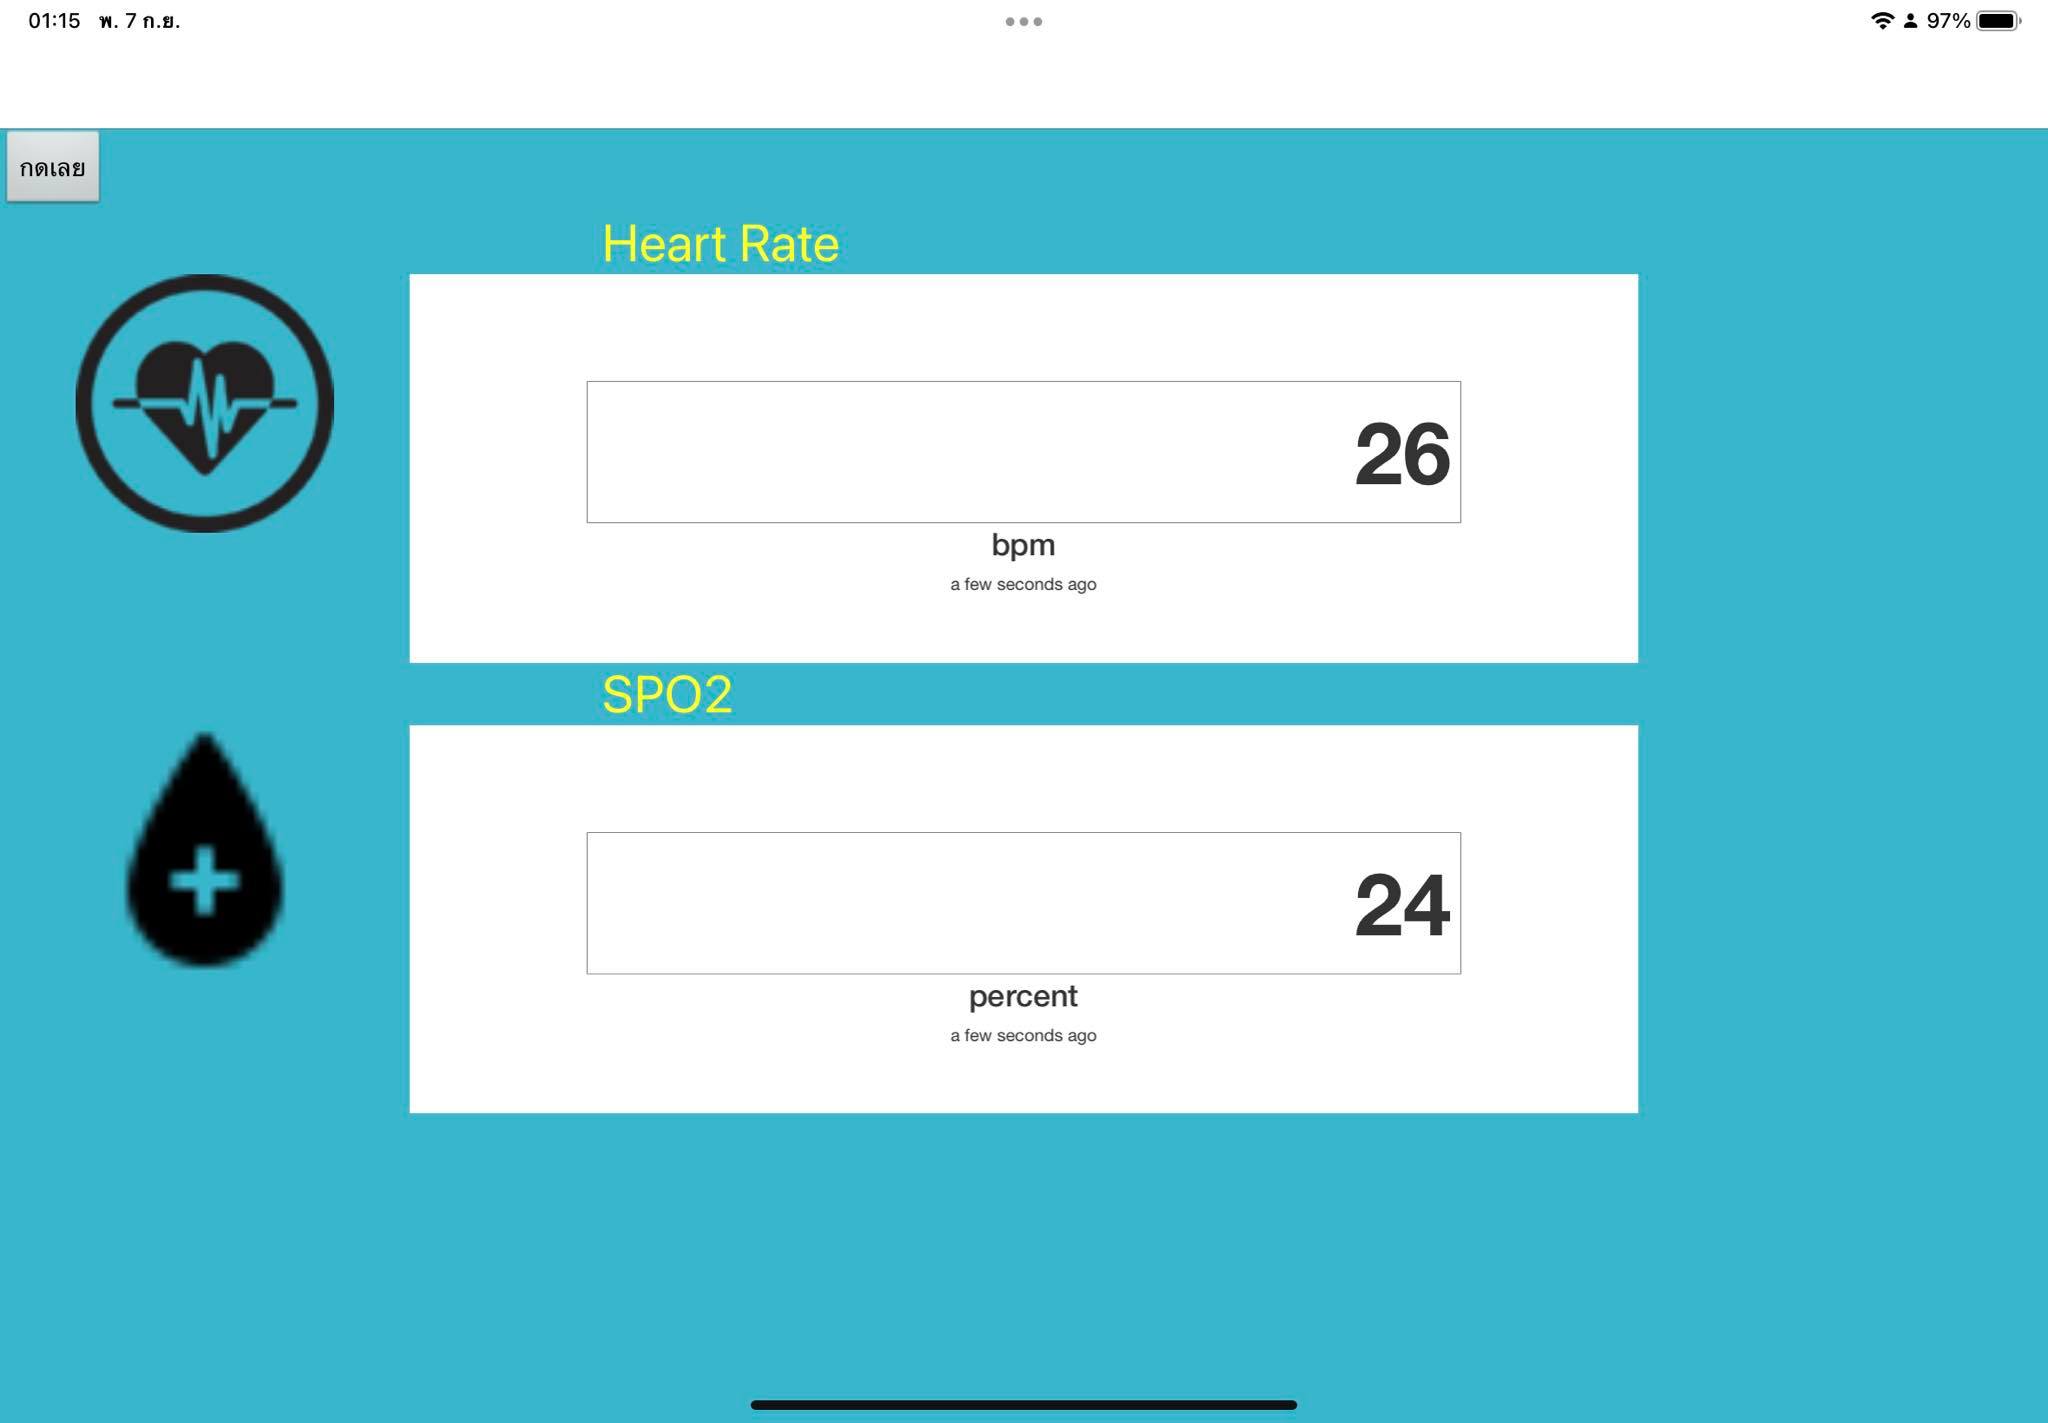 01:15 พ. 7 ก.ย.
97%
กดเลย
Heart Rate
26
bpm
a few seconds ago
SPO2
24
percent
a few seconds ago